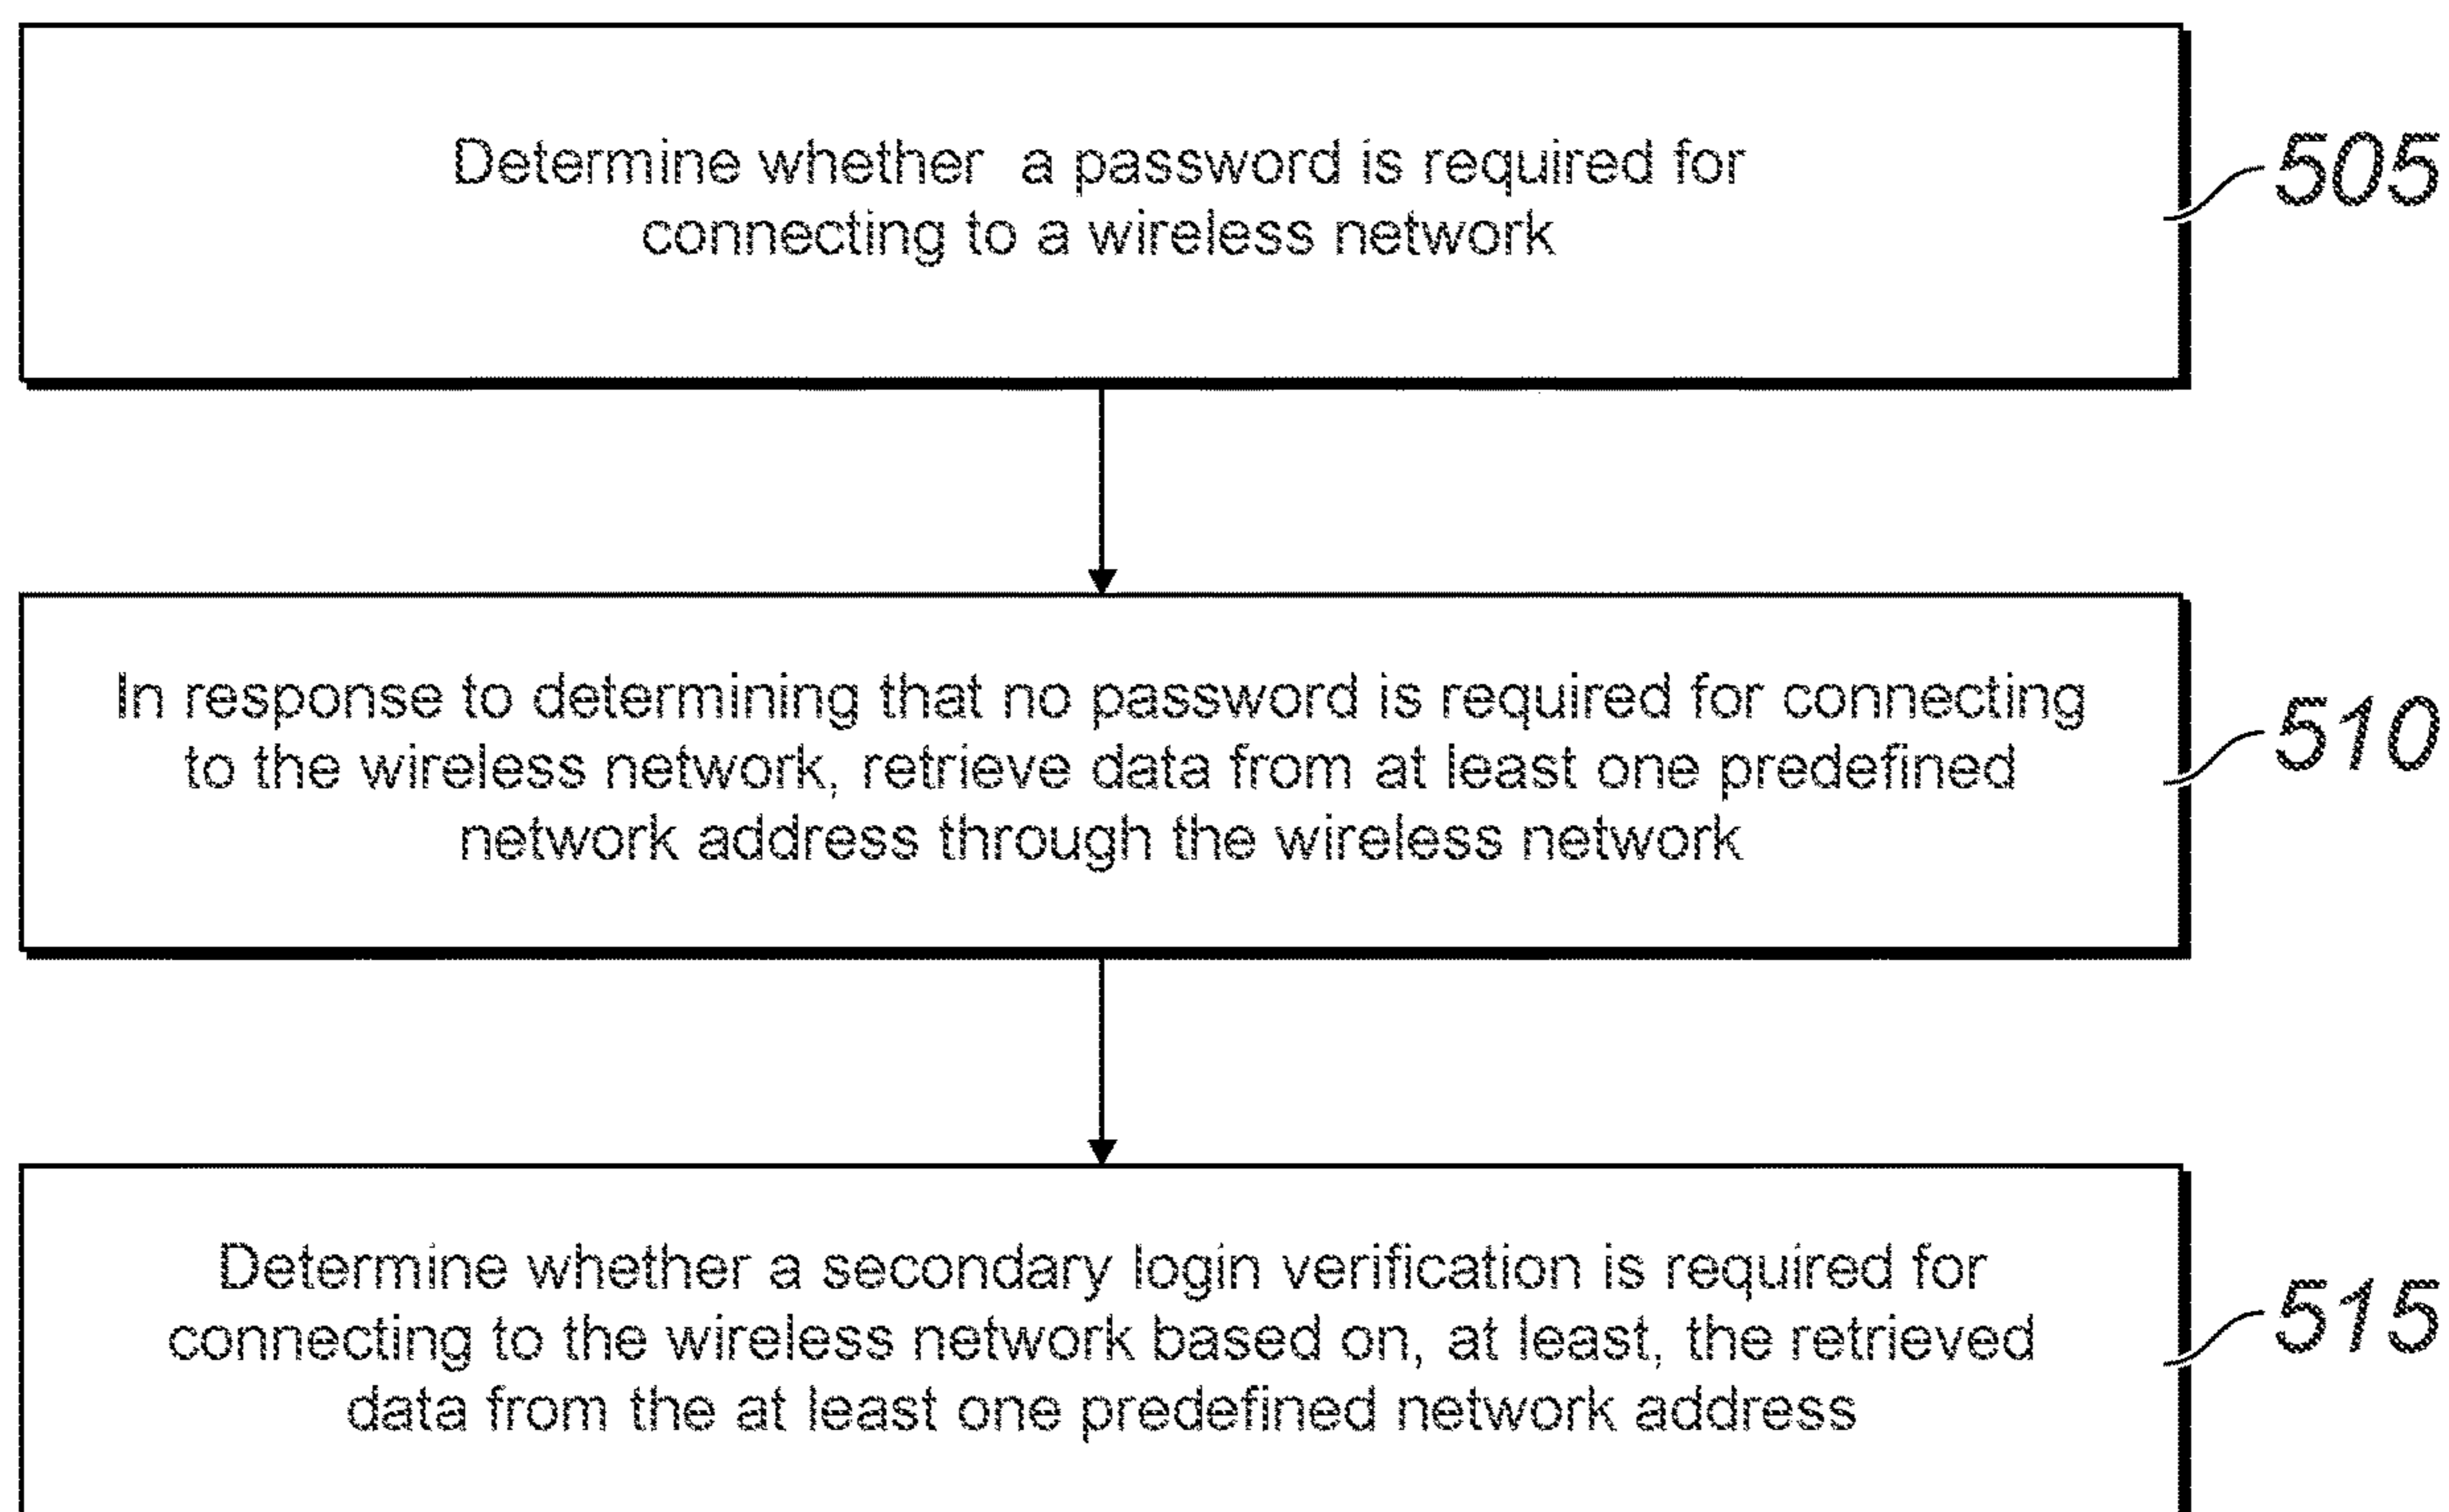 Determine whether a password is required for
connecting to a wireless network
505
In response to determining that no password is required for connecting
to the wireless network, retrieve data from at least one predefined
network address through the wireless network
510
Determine whether a secondary login verification is required for
connecting to the wireless network based on, at least, the retrieved
data from the at least one predefined network address
515